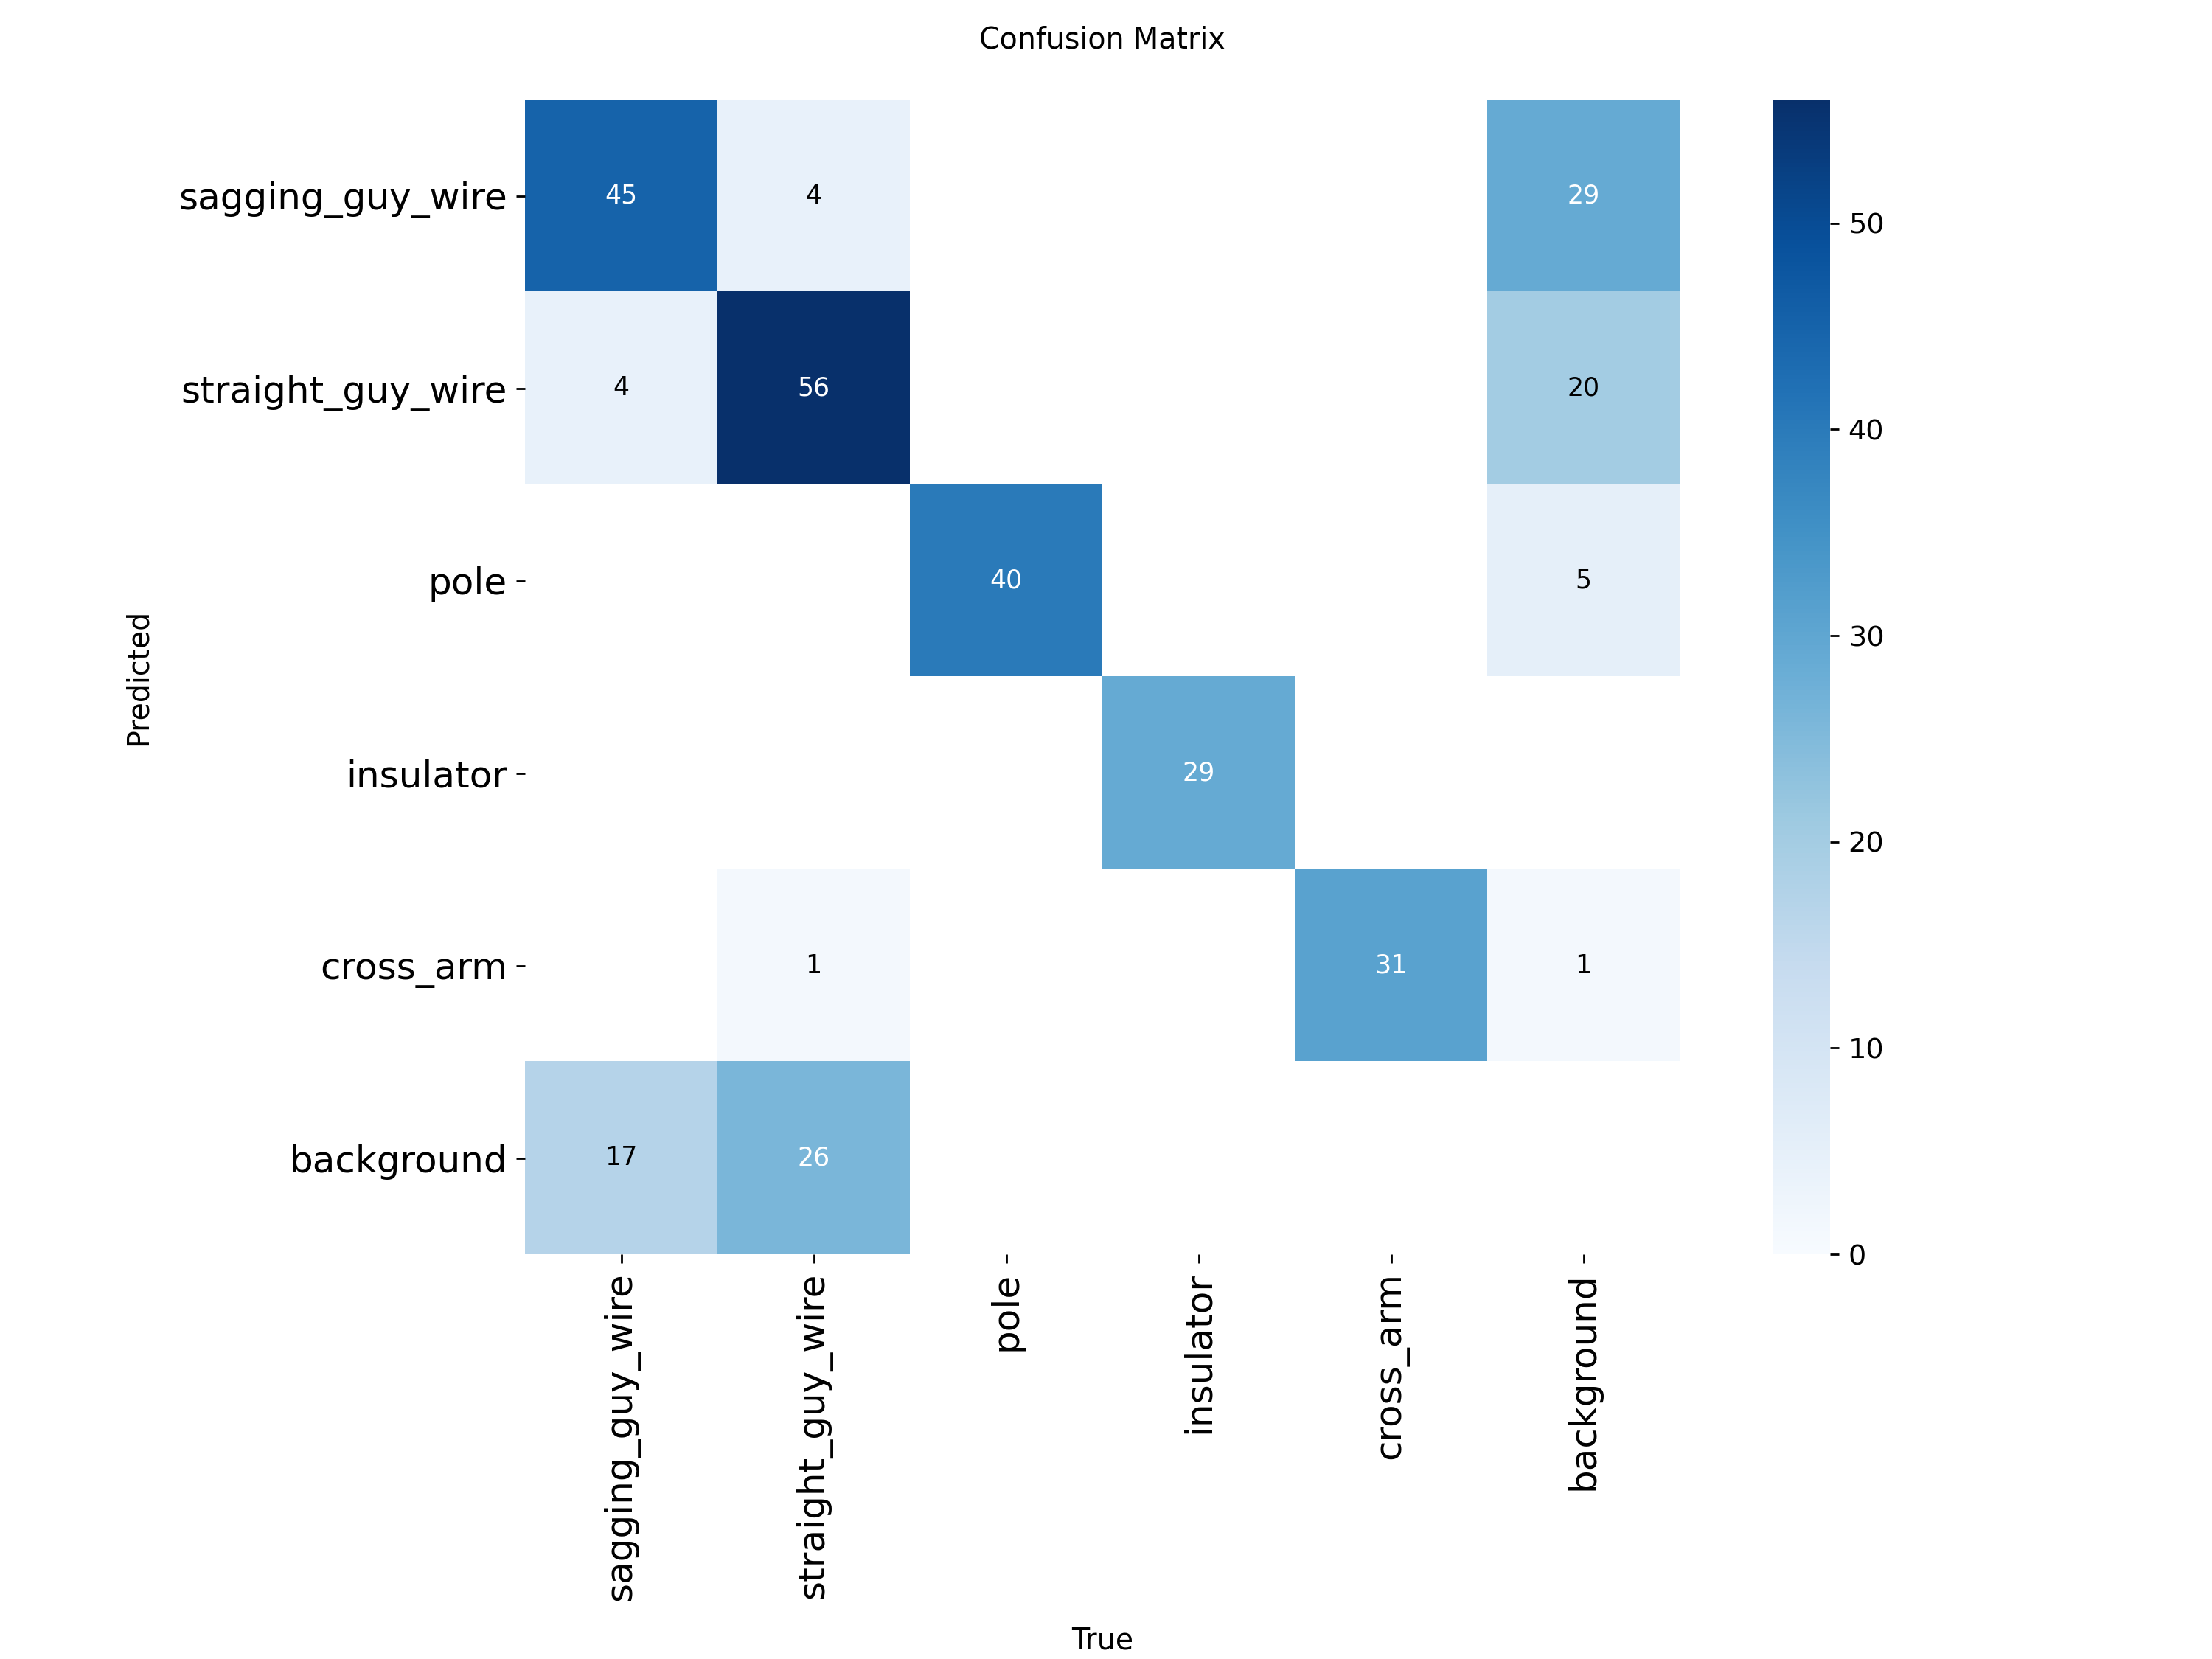 Confusion Matrix
sagging_guy_wire 45 4 29
straight_guy_wire 4 56 20
pole 40 5
insulator 29
cross_arm 1 31 1
background 17 26
Predicted
sagging_guy_wire
straight_guy_wire
pole
insulator
cross_arm
background
True
50
40
30
20
10
0